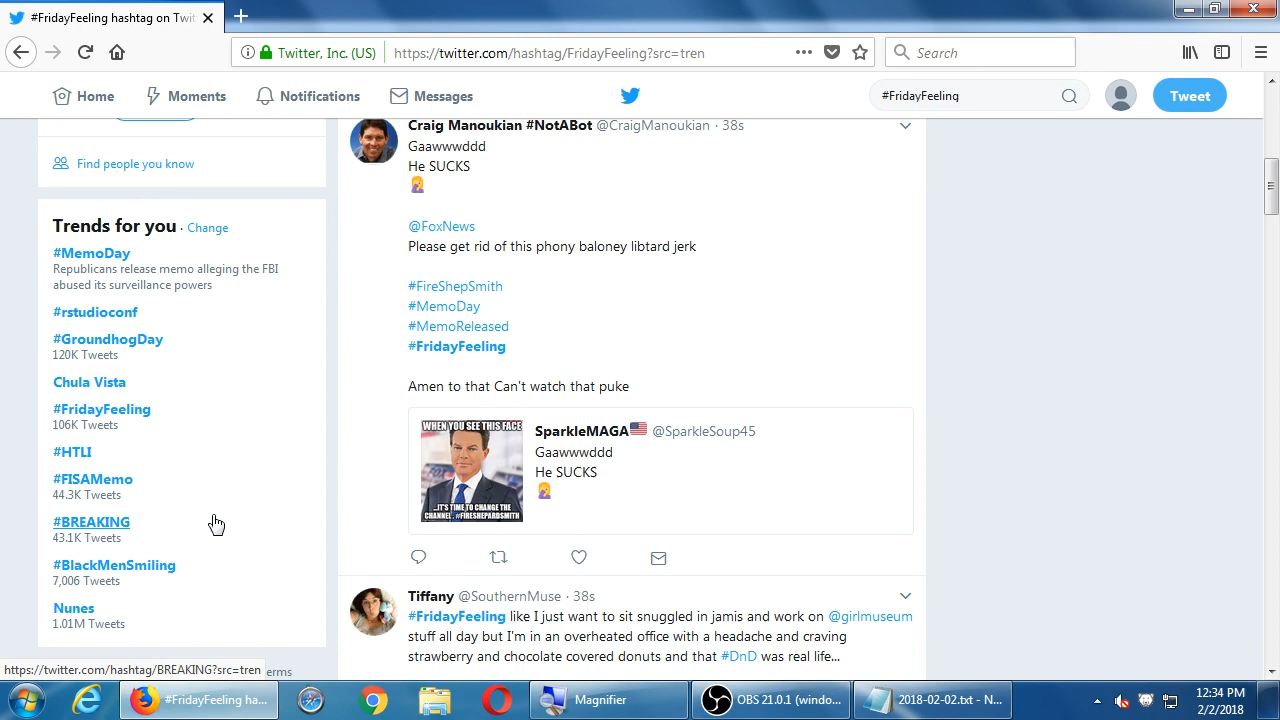 #FridayFeeling hashtag on Twit
Twitter, Inc. (US)
https://twitter.com/hashtag/FridayFeeling?src=tren
Search
Home
Moments
Notifications
Messages
#FridayFeeling
Tweet
Find people you know
Trends for you · Change
#MemoDay
Republicans release memo alleging the FBI
abused its surveillance powers
#rstudioconf
#GroundhogDay
120K Tweets
Chula Vista
#FridayFeeling
106K Tweets
#HTLI
#FISAMemo
44.3K Tweets
#BREAKING
43.1K Tweets
#BlackMenSmiling
7,006 Tweets
Nunes
1.01M Tweets
Craig Manoukian #NotABot @CraigManoukian · 38s
Gaawwwddd
He SUCKS
@FoxNews
Please get rid of this phony baloney libtard jerk
#FireShepSmith
#MemoDay
#MemoReleased
#FridayFeeling
Amen to that Can't watch that puke
WHEN YOU SEE THIS FACE
...IT'S TIME TO CHANGE THE
CHANNEL. #FIRESHEPARDSMITH
SparkleMAGA @SparkleSoup45
Gaawwwddd
He SUCKS
Tiffany @SouthernMuse · 38s
#FridayFeeling like I just want to sit snuggled in jamis and work on @girlmuseum
stuff all day but I'm in an overheated office with a headache and craving
strawberry and chocolate covered donuts and that #DnD was real life...
https://twitter.com/hashtag/BREAKING?src=tren
erms
#FridayFeeling ha...
Magnifier
OBS 21.0.1 (windo...
2018-02-02.txt - N...
12:34 PM
2/2/2018